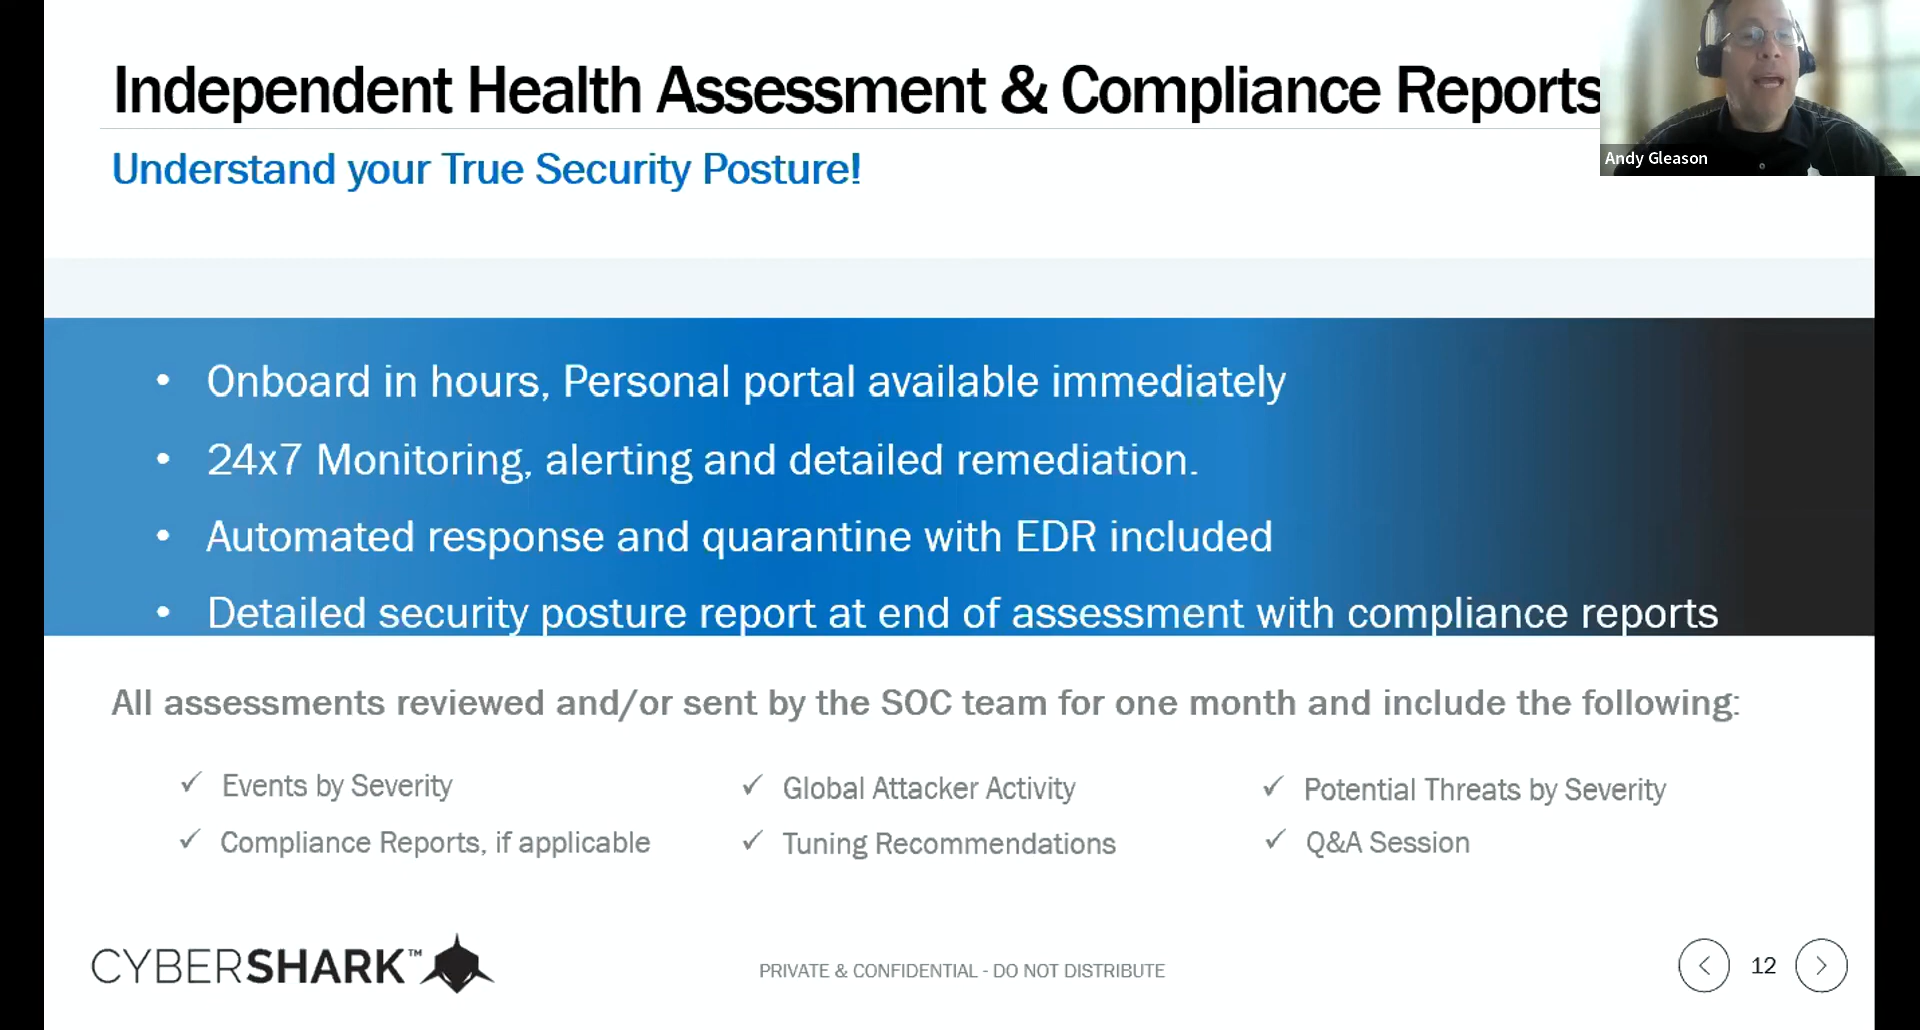 Independent Health Assessment & Compliance Reports
Andy Gleason
Understand your True Security Posture!
• Onboard in hours, Personal portal available immediately
• 24x7 Monitoring, alerting and detailed remediation.
• Automated response and quarantine with EDR included
• Detailed security posture report at end of assessment with compliance reports
All assessments reviewed and/or sent by the SOC team for one month and include the following:
✓ Events by Severity
✓ Global Attacker Activity
✓ Potential Threats by Severity
✓ Compliance Reports, if applicable
✓ Tuning Recommendations
✓ Q&A Session
CYBERSHARK™
PRIVATE & CONFIDENTIAL - DO NOT DISTRIBUTE
12